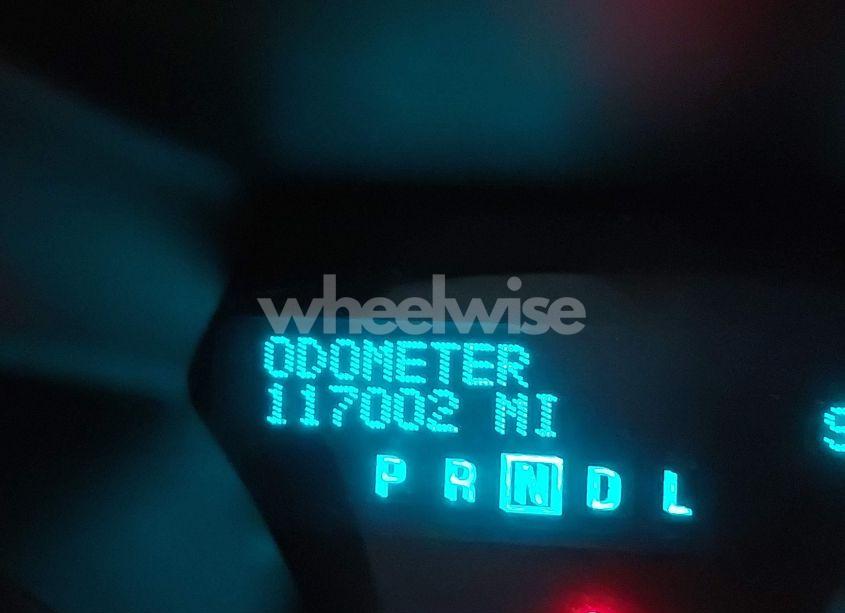 wheelwise
ODOMETER
117002 MI
P R N D L